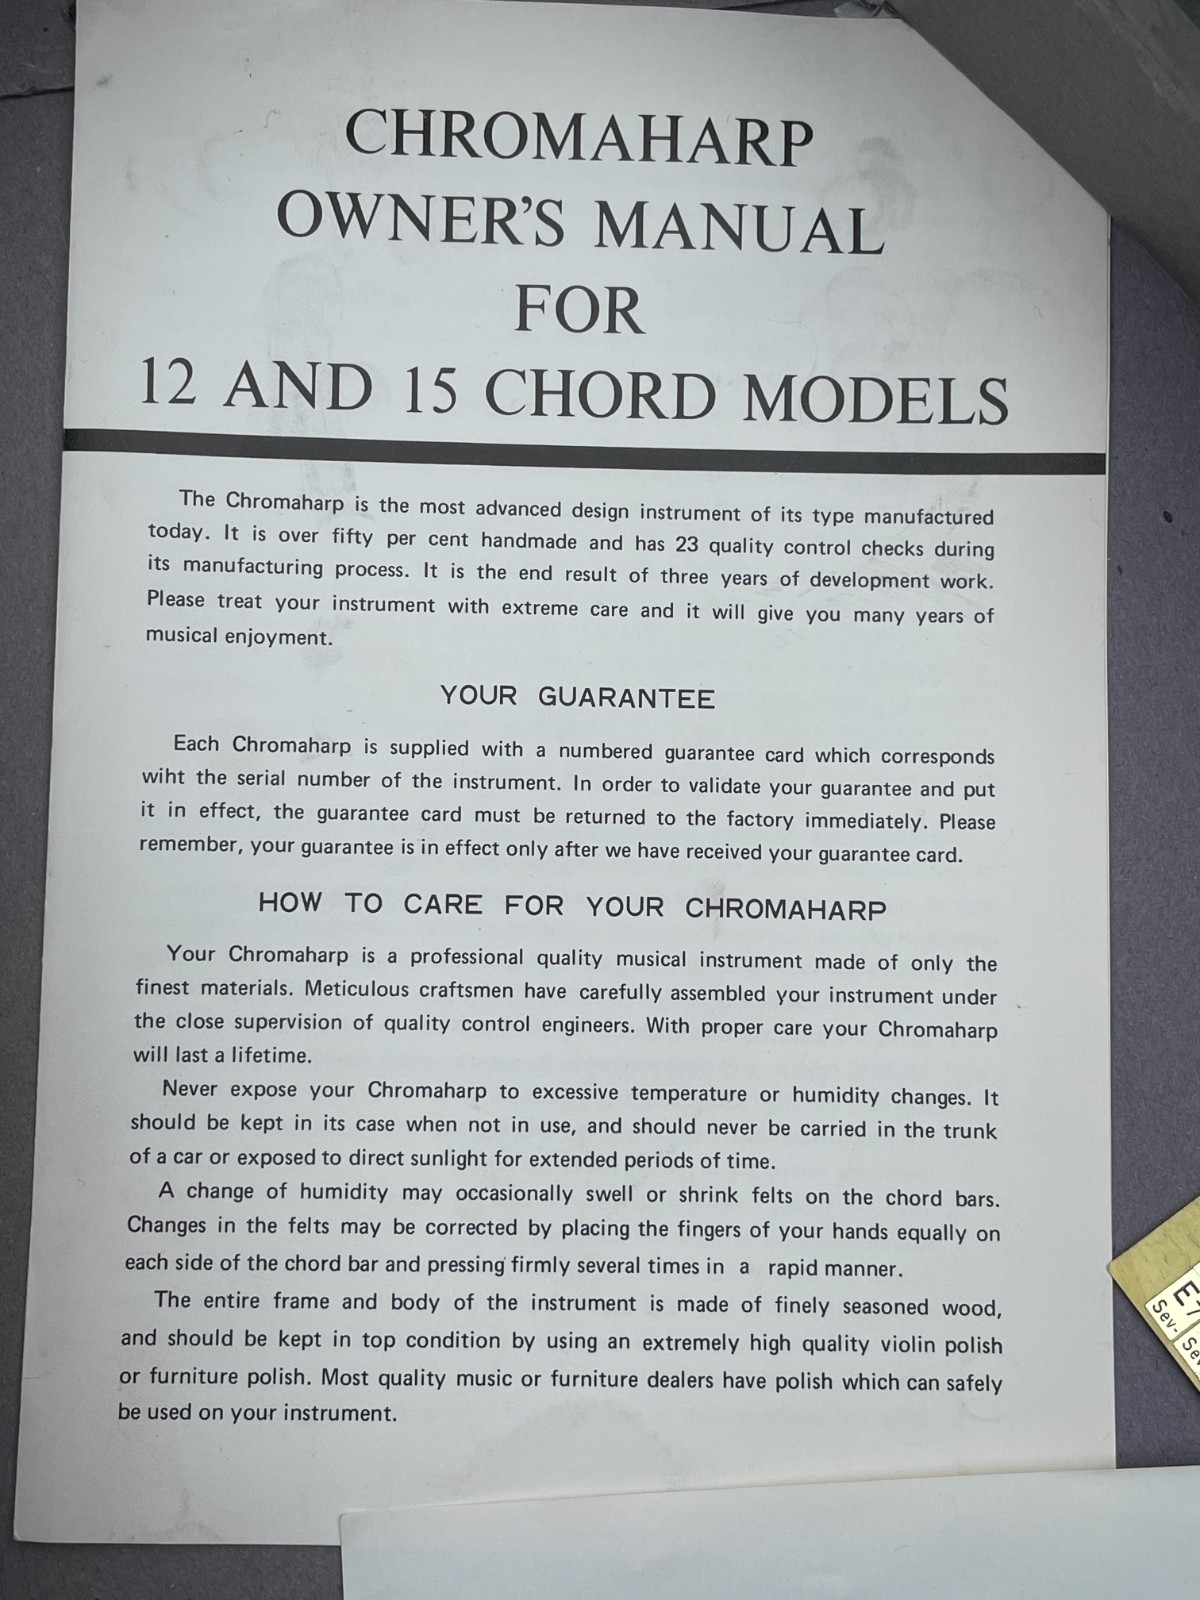 CHROMAHARP
OWNER'S MANUAL
FOR
12 AND 15 CHORD MODELS
The Chromaharp is the most advanced design instrument of its type manufactured
today. It is over fifty per cent handmade and has 23 quality control checks during
its manufacturing process. It is the end result of three years of development work.
Please treat your instrument with extreme care and it will give you many years of
musical enjoyment.
YOUR GUARANTEE
Each Chromaharp is supplied with a numbered guarantee card which corresponds
wiht the serial number of the instrument. In order to validate your guarantee and put
it in effect, the guarantee card must be returned to the factory immediately. Please
remember, your guarantee is in effect only after we have received your guarantee card.
HOW TO CARE FOR YOUR CHROMAHARP
Your Chromaharp is a professional quality musical instrument made of only the
finest materials. Meticulous craftsmen have carefully assembled your instrument under
the close supervision of quality control engineers. With proper care your Chromaharp
will last a lifetime.
Never expose your Chromaharp to excessive temperature or humidity changes. It
should be kept in its case when not in use, and should never be carried in the trunk
of a car or exposed to direct sunlight for extended periods of time.
A change of humidity may occasionally swell or shrink felts on the chord bars.
Changes in the felts may be corrected by placing the fingers of your hands equally on
each side of the chord bar and pressing firmly several times in a rapid manner.
The entire frame and body of the instrument is made of finely seasoned wood,
and should be kept in top condition by using an extremely high quality violin polish
or furniture polish. Most quality music or furniture dealers have polish which can safely
be used on your instrument.
E7
Sev-